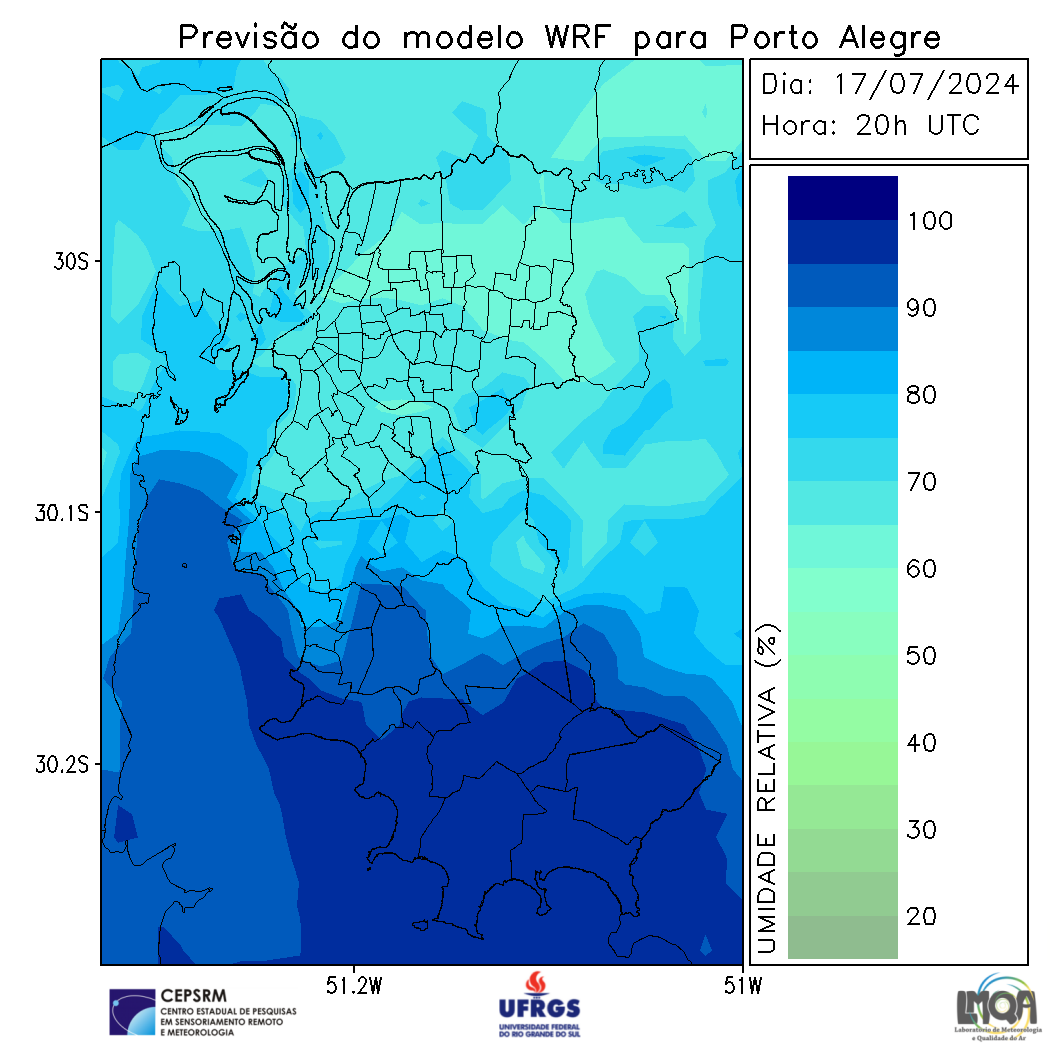 Previsão do modelo WRF para Porto Alegre
Dia: 17/07/2024
Hora: 20h UTC
30S
30.1S
30.2S
51.2W
51W
UMIDADE RELATIVA (%)
100
90
80
70
60
50
40
30
20
CEPSRM
CENTRO ESTADUAL DE PESQUISAS
EM SENSORIAMENTO REMOTO
E METEOROLOGIA
UFRGS
UNIVERSIDADE FEDERAL
DO RIO GRANDE DO SUL
LMQA
Laboratório de Meteorologia
e Qualidade do Ar